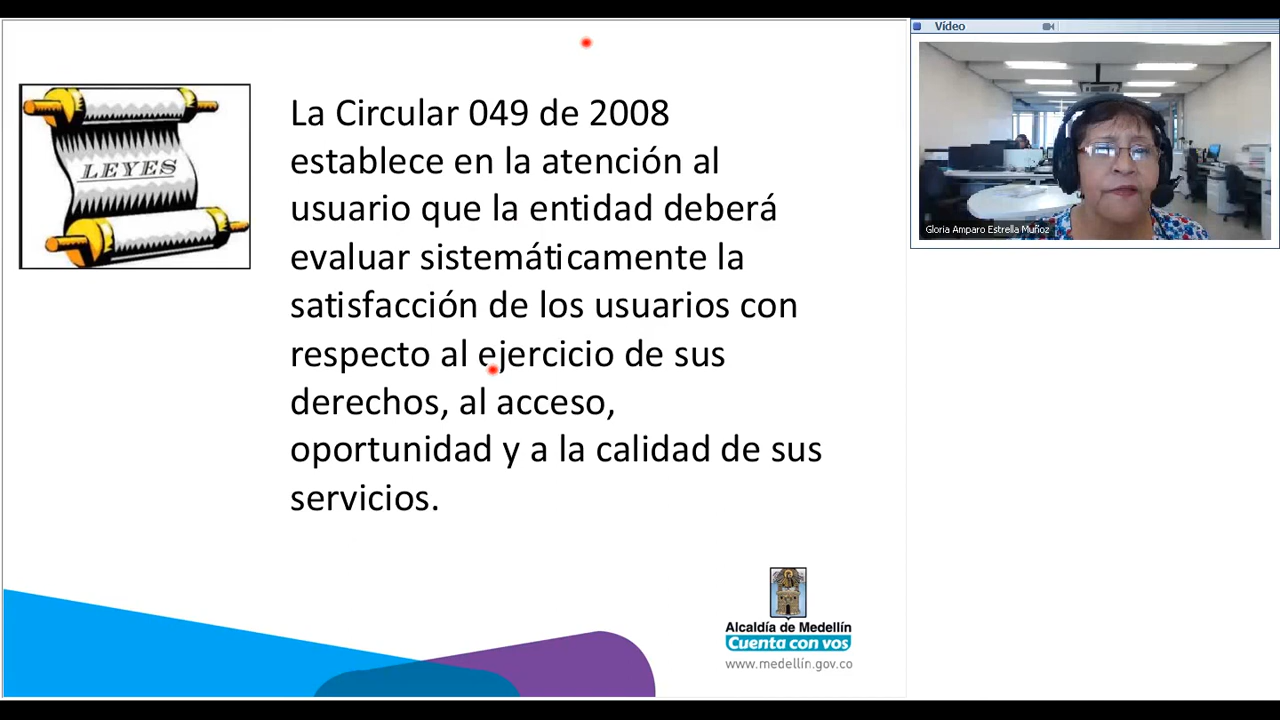 LEYES
La Circular 049 de 2008
establece en la atención al
usuario que la entidad deberá
evaluar sistemáticamente la
satisfacción de los usuarios con
respecto al ejercicio de sus
derechos, al acceso,
oportunidad y a la calidad de sus
servicios.
Alcaldía de Medellín
Cuenta con vos
www.medellín.gov.co
Vídeo
Gloria Amparo Estrella Muñoz